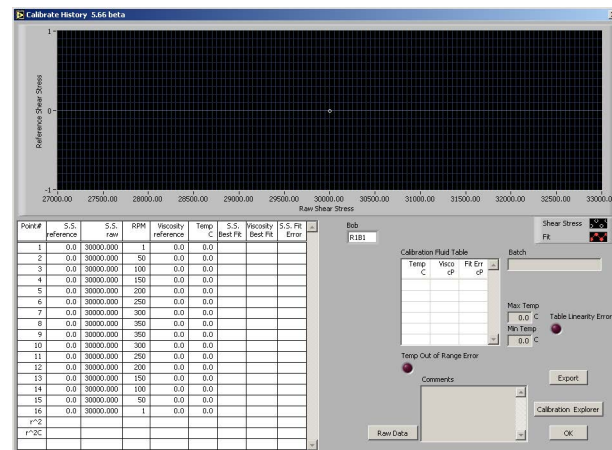 Calibrate History 5.66 beta
1
0
-1
Reference Shear Stress
27000.00 27500.00 28000.00 28500.00 29000.00 29500.00 30000.00 30500.00 31000.00 31500.00 32000.00 32500.00 33000.0
Raw Shear Stress
Point# S.S. reference S.S. raw RPM Viscosity reference Temp C S.S. Best Fit Viscosity Best Fit S.S. Fit Error
1 0.0 30000.000 1 0.0 0.0
2 0.0 30000.000 50 0.0 0.0
3 0.0 30000.000 100 0.0 0.0
4 0.0 30000.000 150 0.0 0.0
5 0.0 30000.000 200 0.0 0.0
6 0.0 30000.000 250 0.0 0.0
7 0.0 30000.000 300 0.0 0.0
8 0.0 30000.000 350 0.0 0.0
9 0.0 30000.000 350 0.0 0.0
10 0.0 30000.000 300 0.0 0.0
11 0.0 30000.000 250 0.0 0.0
12 0.0 30000.000 200 0.0 0.0
13 0.0 30000.000 150 0.0 0.0
14 0.0 30000.000 100 0.0 0.0
15 0.0 30000.000 50 0.0 0.0
16 0.0 30000.000 1 0.0 0.0
r^2
r^2C
Bob
R1B1
Shear Stress
Fit
Calibration Fluid Table
Temp C Visco cP Fit Err cP
Batch
Max Temp
0.0 C
Table Linearity Error
Min Temp
0.0 C
Temp Out of Range Error
Comments
Export
Calibration Explorer
Raw Data
OK